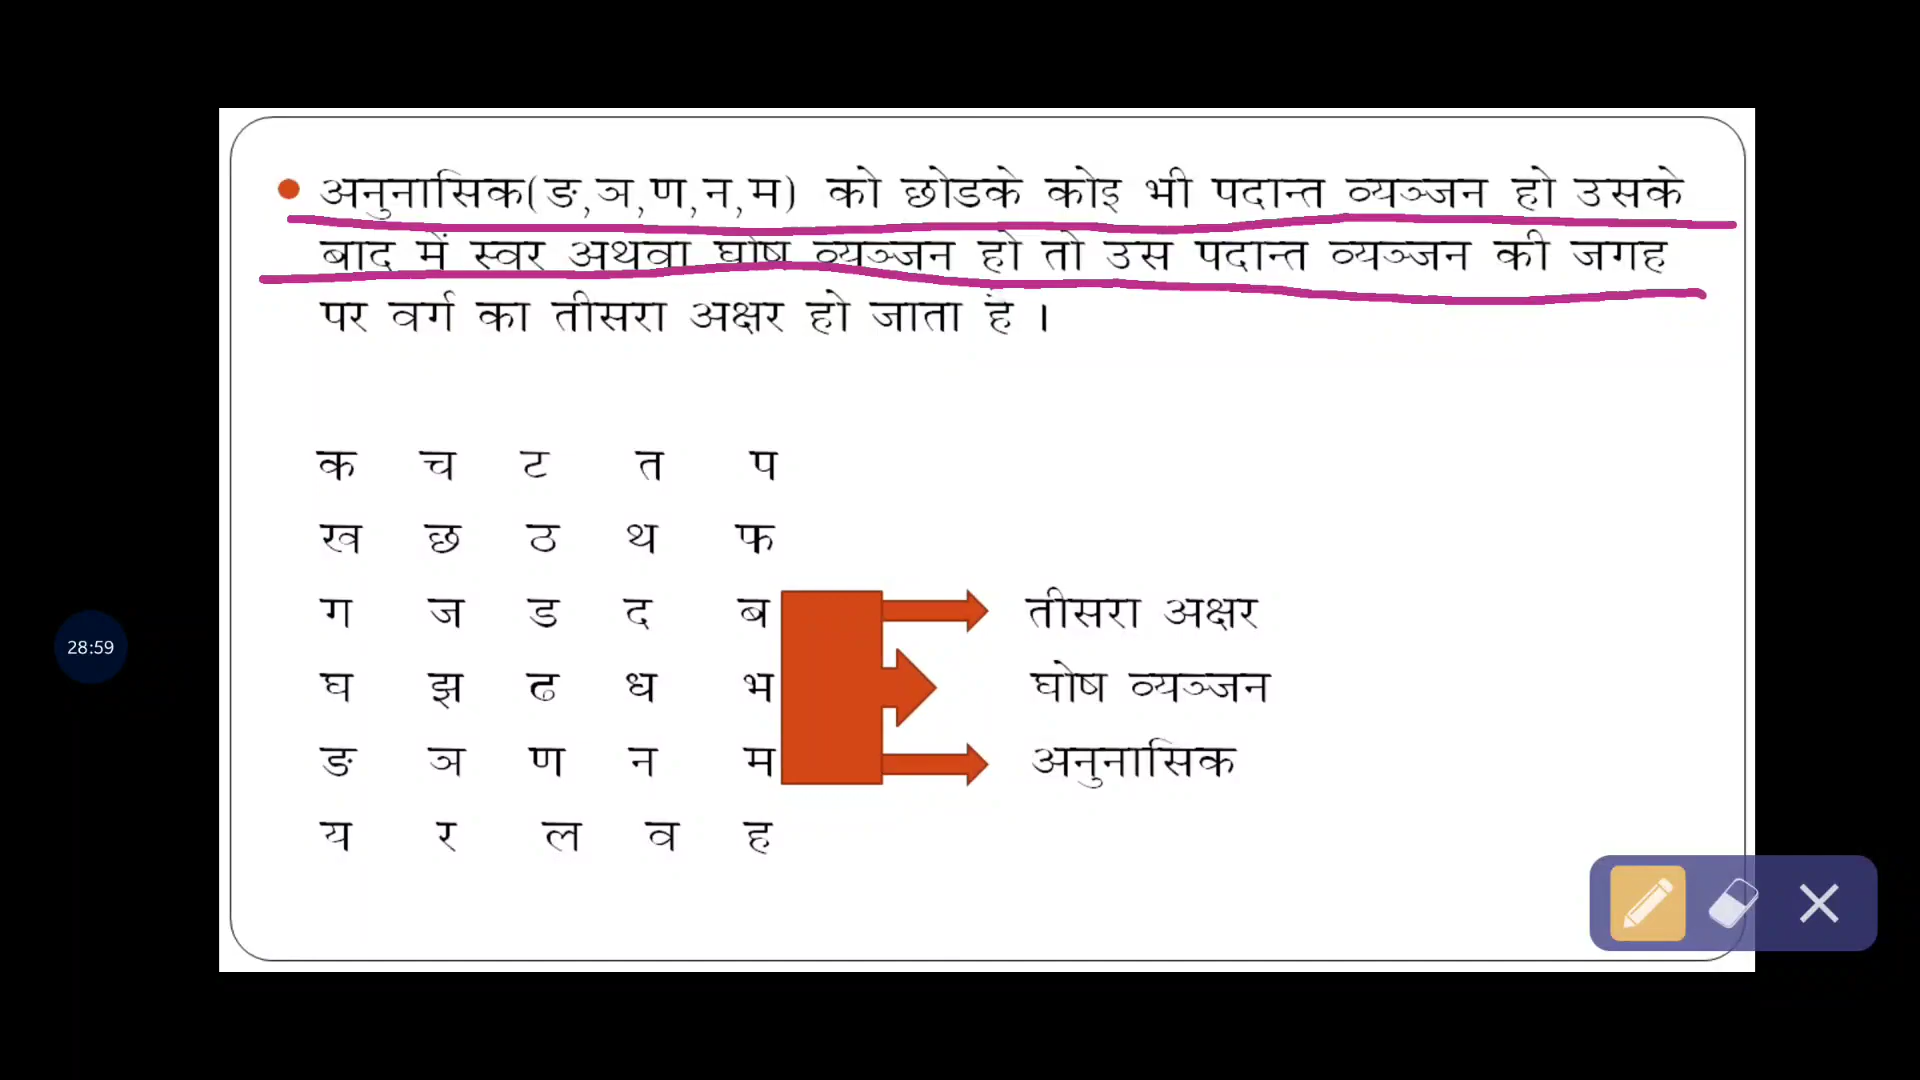 अनुनासिक(ङ,ञ,ण,न,म) को छोडके कोइ भी पदान्त व्यञ्जन हो उसके
बाद में स्वर अथवा घोष व्यञ्जन हो तो उस पदान्त व्यञ्जन की जगह
पर वर्ग का तीसरा अक्षर हो जाता है ।
क च ट त प
ख छ ठ थ फ
ग ज ड द ब तीसरा अक्षर
घ झ ढ ध भ घोष व्यञ्जन
ङ ञ ण न म अनुनासिक
य र ल व ह
28:59